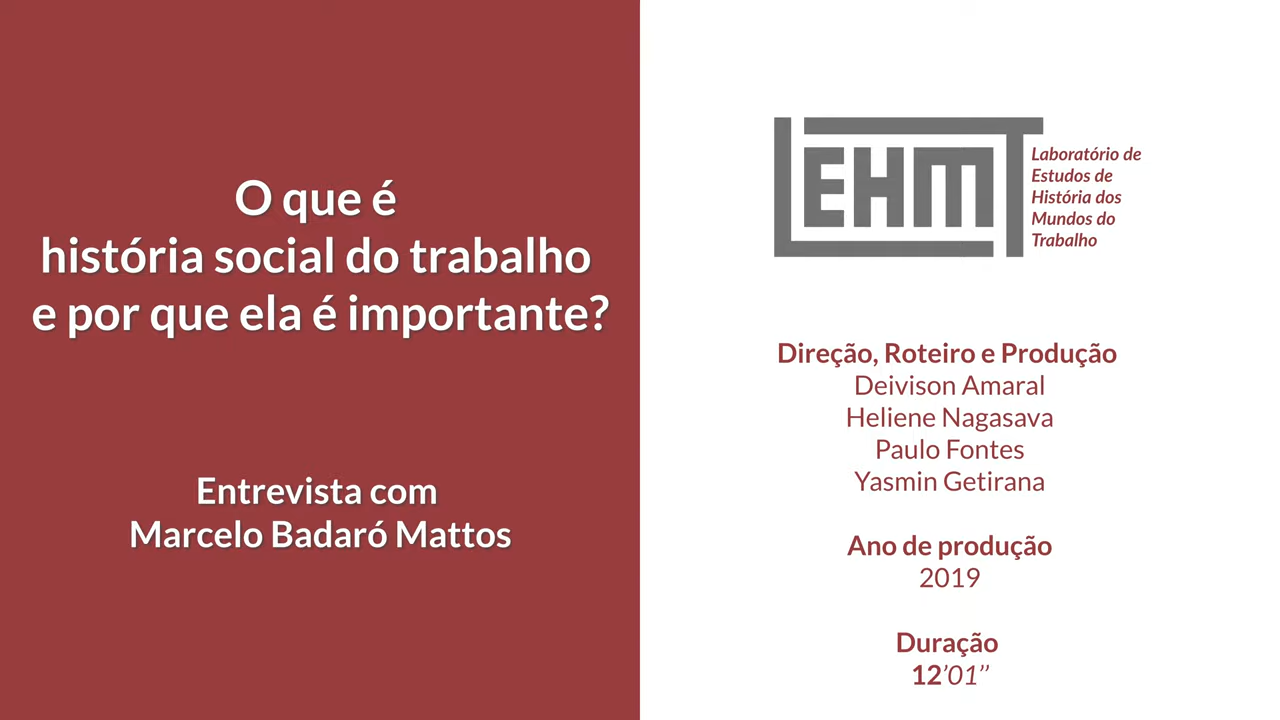 O que é
história social do trabalho
e por que ela é importante?
Entrevista com
Marcelo Badaró Mattos
LEHMT
Laboratório de
Estudos de
História dos
Mundos do
Trabalho
Direção, Roteiro e Produção
Deivison Amaral
Heliene Nagasava
Paulo Fontes
Yasmin Getirana
Ano de produção
2019
Duração
12’01’’